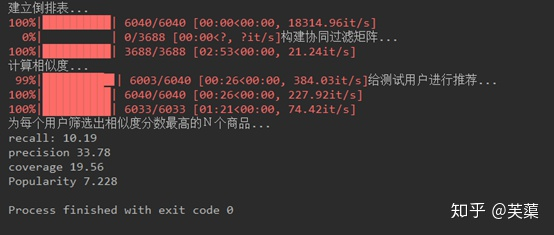 建立倒排表...
100%|██████████| 6040/6040 [00:00<00:00, 18314.96it/s]
0%| | 0/3688 [00:00<?, ?it/s]构建协同过滤矩阵...
100%|██████████| 3688/3688 [02:53<00:00, 21.24it/s]
计算相似度...
99%|█████████▉| 6003/6040 [00:26<00:00, 384.03it/s]给测试用户进行推荐...
100%|██████████| 6040/6040 [00:26<00:00, 227.92it/s]
100%|██████████| 6033/6033 [01:21<00:00, 74.42it/s]
为每个用户筛选出相似度分数最高的N个商品...
recall: 10.19
precision 33.78
coverage 19.56
Popularity 7.228
Process finished with exit code 0
知乎 @芙蕖